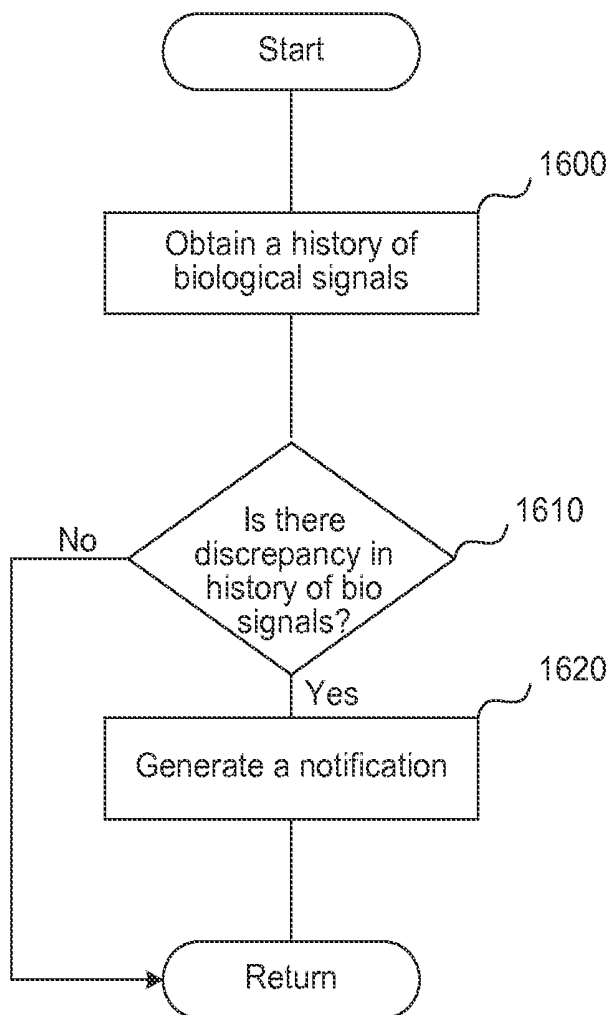 Start
1600
Obtain a history of
biological signals
1610
Is there
discrepancy in
history of bio
signals?
No
Yes
1620
Generate a notification
Return